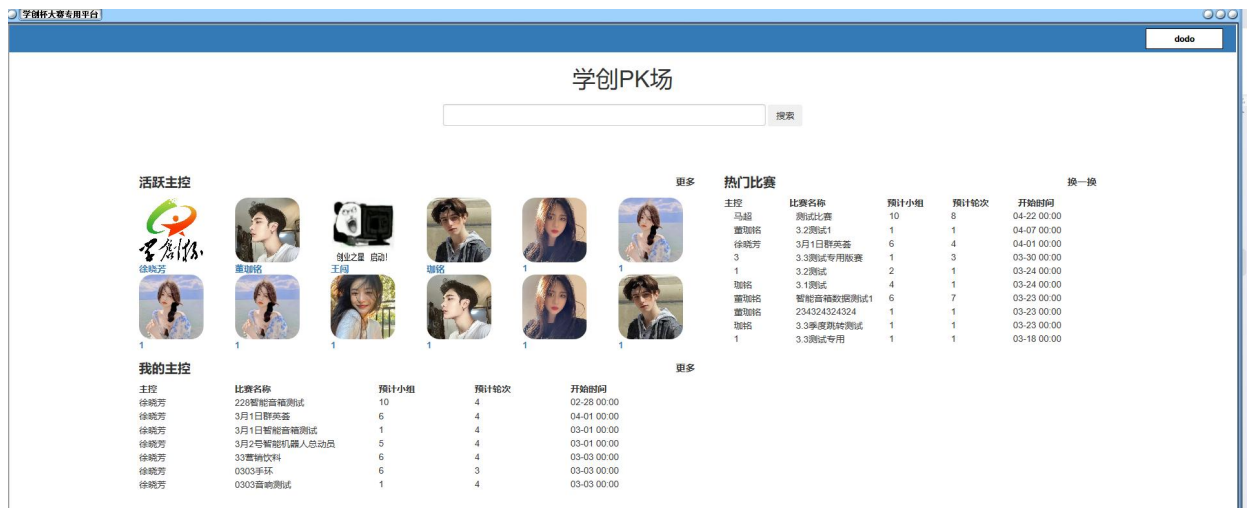 学创杯大赛专用平台
dodo
学创PK场
搜索
活跃主控 更多
学创杯
创业之星 启动!
徐晓芳 董珈铭 王闯 珈铭 1 1
1 1 1 1 1 1
我的主控 更多
主控 比赛名称 预计小组 预计轮次 开始时间
徐晓芳 228智能音箱测试 10 4 02-28 00:00
徐晓芳 3月1日群英荟 6 4 04-01 00:00
徐晓芳 3月1日智能音箱测试 1 4 03-01 00:00
徐晓芳 3月2号智能机器人总动员 5 4 03-01 00:00
徐晓芳 33营销饮料 6 4 03-03 00:00
徐晓芳 0303手环 6 3 03-03 00:00
徐晓芳 0303音响测试 1 4 03-03 00:00
热门比赛 换一换
主控 比赛名称 预计小组 预计轮次 开始时间
马超 测试比赛 10 8 04-22 00:00
董珈铭 3.2测试1 1 1 04-07 00:00
徐晓芳 3月1日群英荟 6 4 04-01 00:00
3 3.3测试专用版赛 1 3 03-30 00:00
1 3.2测试 2 1 03-24 00:00
珈铭 3.1测试 4 1 03-24 00:00
董珈铭 智能音箱数据测试1 6 7 03-23 00:00
董珈铭 234324324324 1 1 03-23 00:00
珈铭 3.3季度跳转测试 1 1 03-23 00:00
1 3.3测试专用 1 1 03-18 00:00